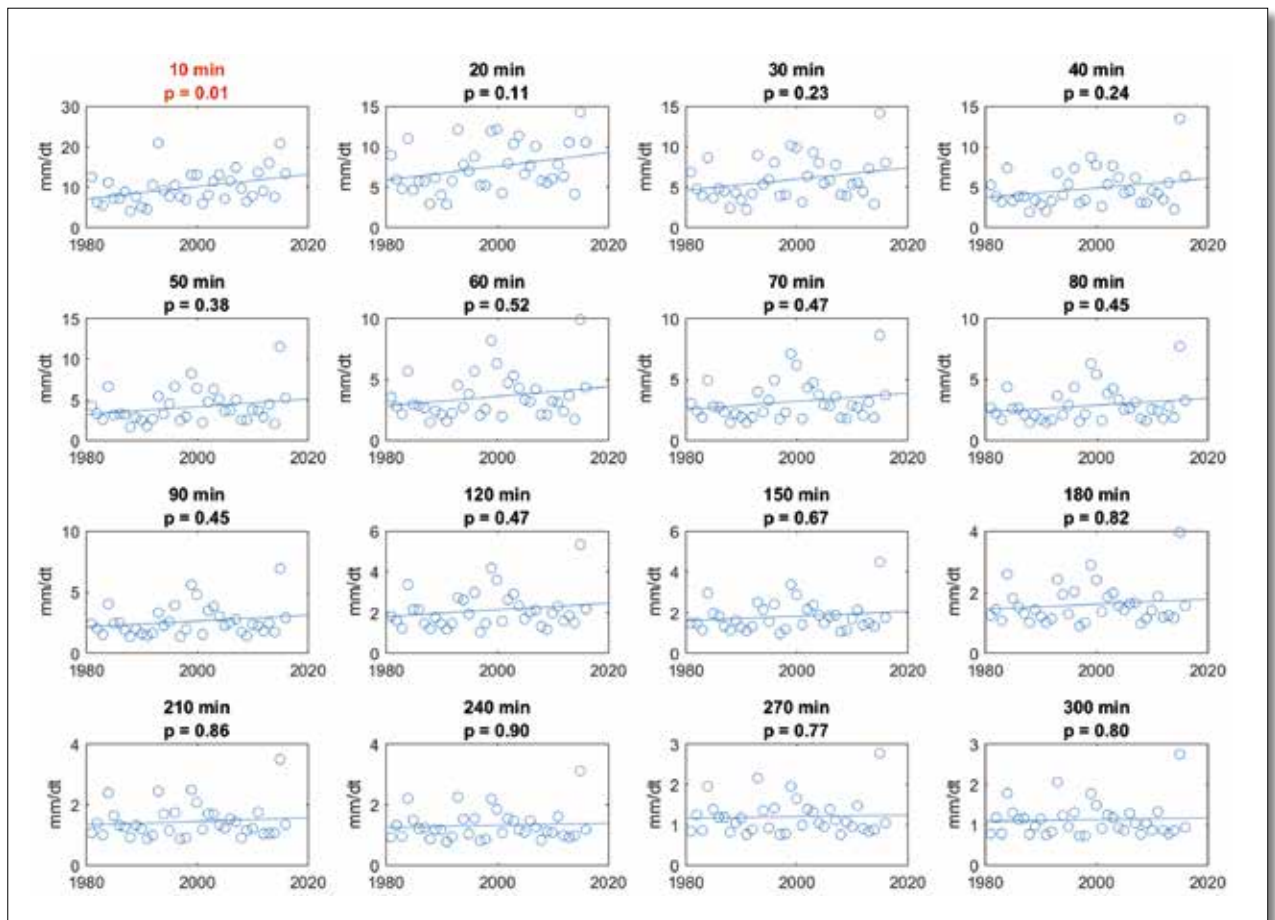 10 min
p = 0.01
20 min
p = 0.11
30 min
p = 0.23
40 min
p = 0.24
mm/dt
30
20
10
0
1980
2000
2020
mm/dt
15
10
5
0
1980
2000
2020
mm/dt
15
10
5
0
1980
2000
2020
mm/dt
15
10
5
0
1980
2000
2020
50 min
p = 0.38
60 min
p = 0.52
70 min
p = 0.47
80 min
p = 0.45
mm/dt
15
10
5
0
1980
2000
2020
mm/dt
10
5
0
1980
2000
2020
mm/dt
10
5
0
1980
2000
2020
mm/dt
10
5
0
1980
2000
2020
90 min
p = 0.45
120 min
p = 0.47
150 min
p = 0.67
180 min
p = 0.82
mm/dt
10
5
0
1980
2000
2020
mm/dt
6
4
2
0
1980
2000
2020
mm/dt
6
4
2
0
1980
2000
2020
mm/dt
4
2
0
1980
2000
2020
210 min
p = 0.86
240 min
p = 0.90
270 min
p = 0.77
300 min
p = 0.80
mm/dt
4
2
0
1980
2000
2020
mm/dt
4
2
0
1980
2000
2020
mm/dt
3
2
1
0
1980
2000
2020
mm/dt
3
2
1
0
1980
2000
2020